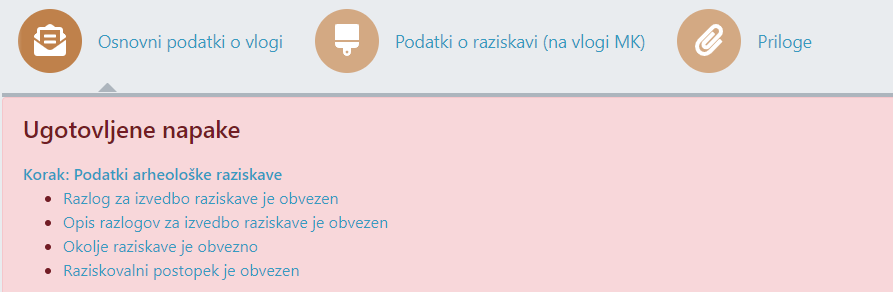 Osnovni podatki o vlogi
Podatki o raziskavi (na vlogi MK)
Priloge
Ugotovljene napake
Korak: Podatki arheološke raziskave
Razlog za izvedbo raziskave je obvezen
Opis razlogov za izvedbo raziskave je obvezen
Okolje raziskave je obvezno
Raziskovalni postopek je obvezen